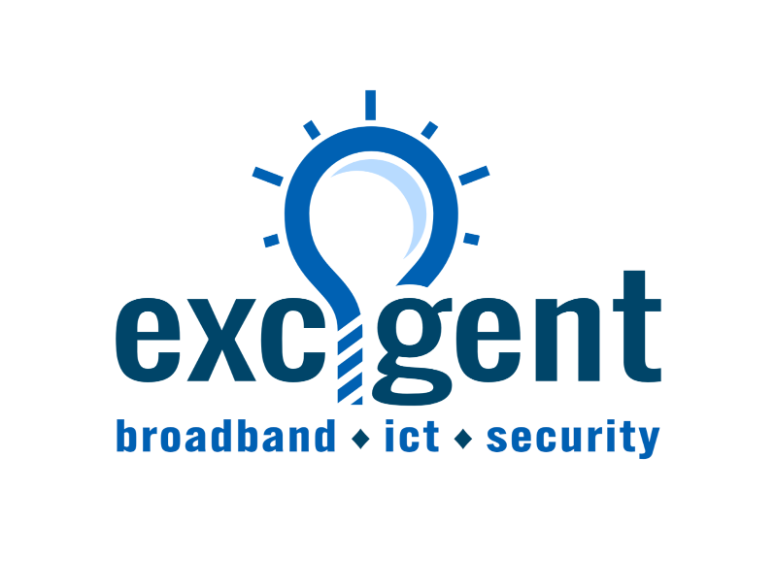 excigent
broadband ◆ ict ◆ security